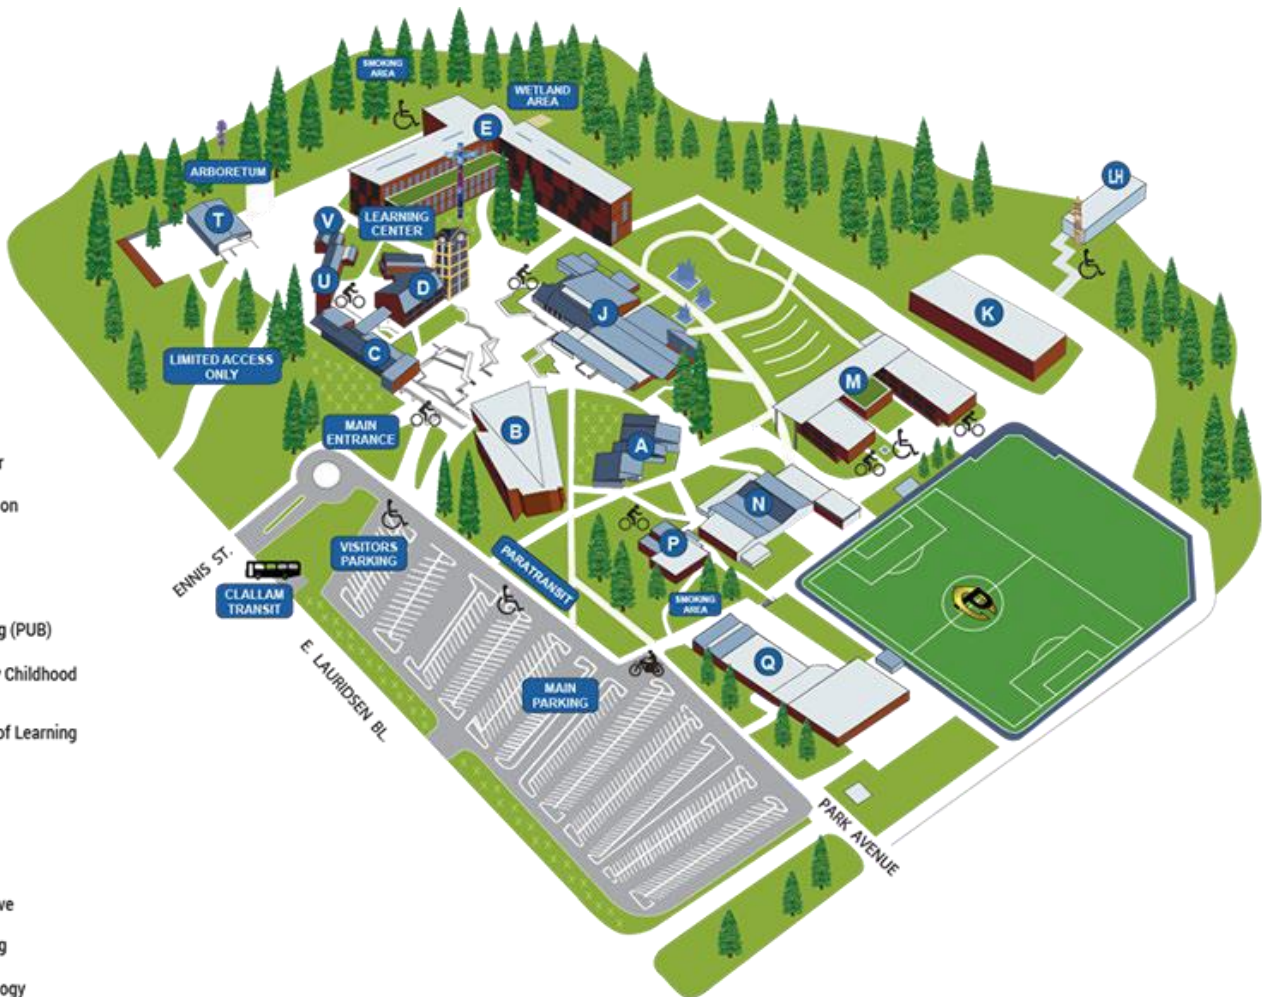 SMOKING
AREA
WETLAND
AREA
E
ARBORETUM
LH
T
V
LEARNING
CENTER
U
D
J
K
C
LIMITED ACCESS
ONLY
M
MAIN
ENTRANCE
B
A
N
ENNIS ST.
VISITORS
PARKING
P
PARATRANSIT
CLALLAM
TRANSIT
SMOKING
AREA
E. LAURIDSEN BL.
Q
MAIN
PARKING
PARK AVENUE
r
on
g (PUB)
Childhood
of Learning
ve
g
ogy